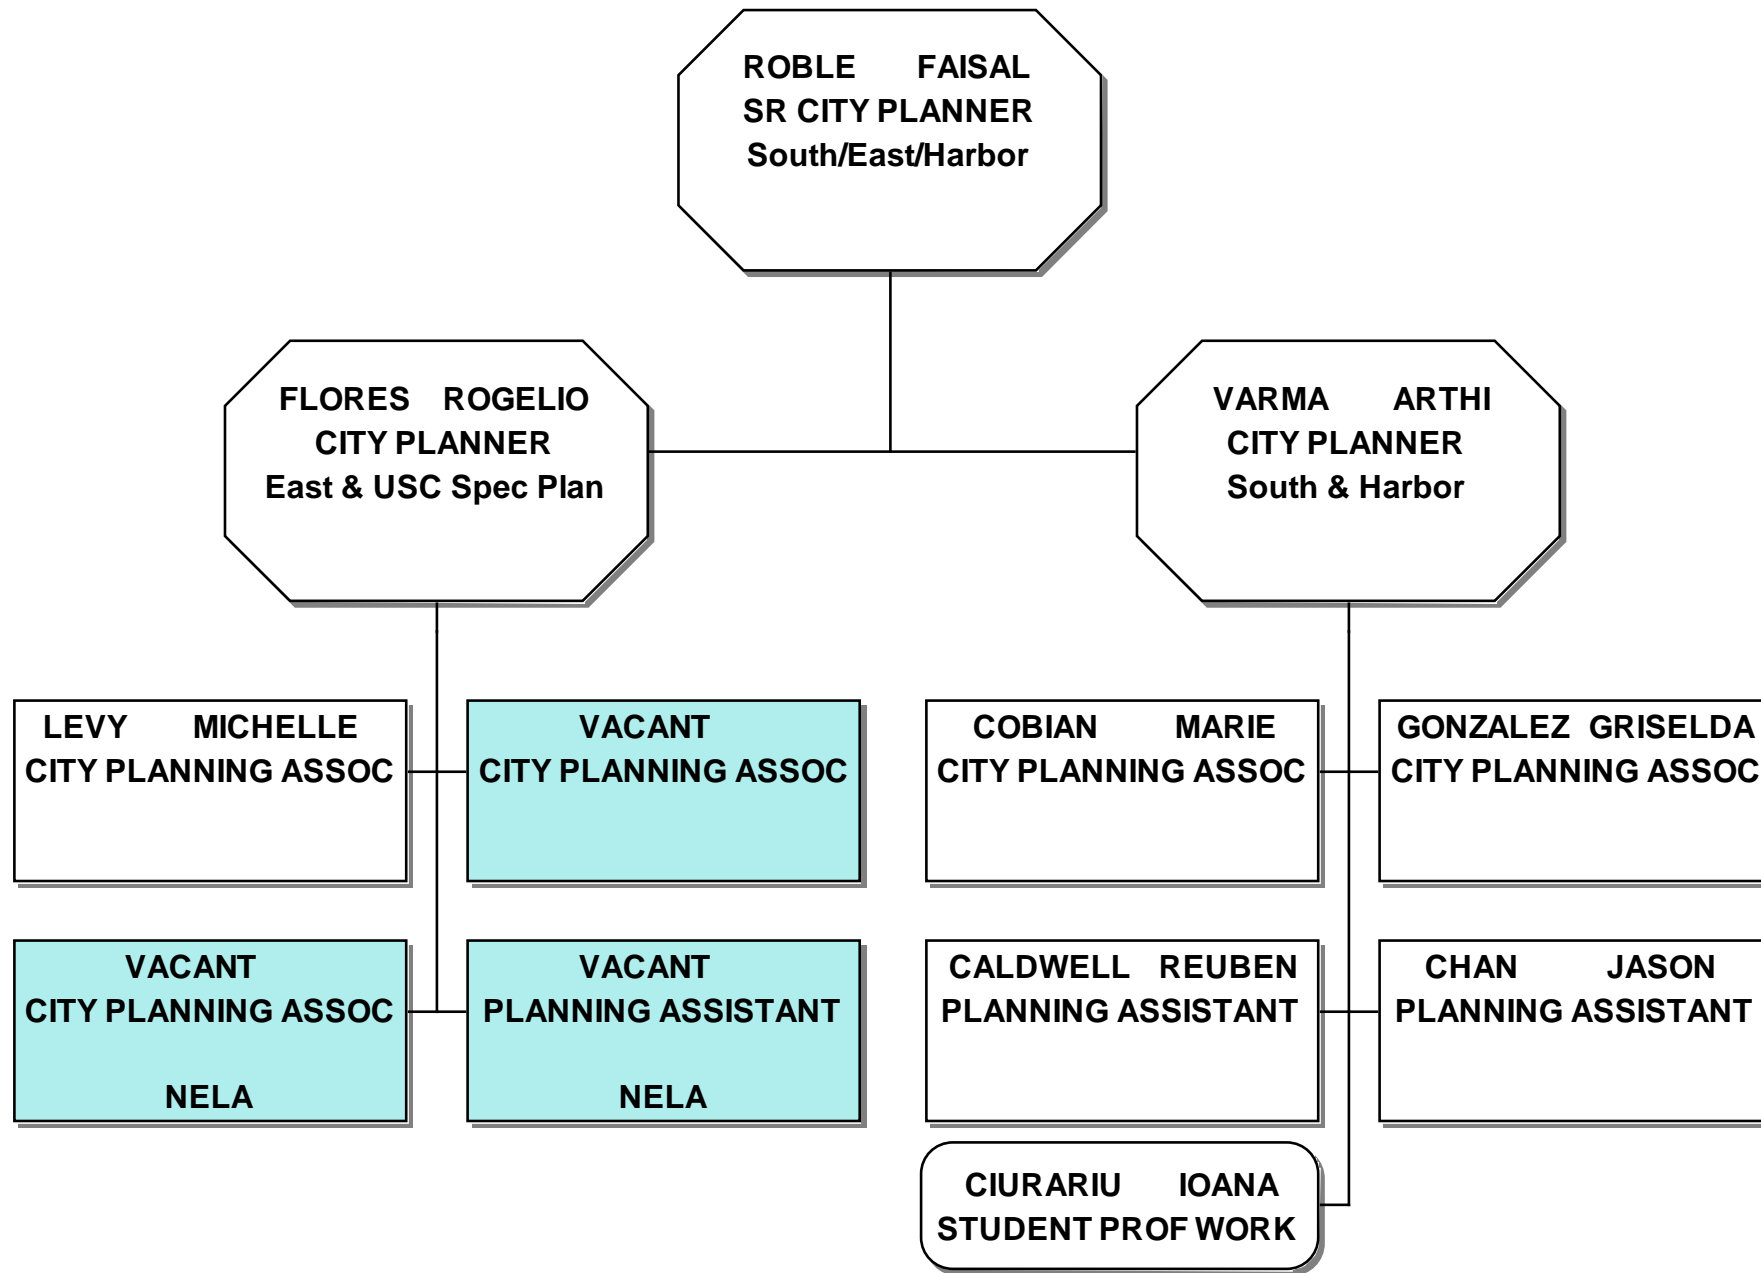 ROBLE FAISAL
SR CITY PLANNER
South/East/Harbor
FLORES ROGELIO
CITY PLANNER
East & USC Spec Plan
VARMA ARTHI
CITY PLANNER
South & Harbor
LEVY MICHELLE
CITY PLANNING ASSOC
VACANT
CITY PLANNING ASSOC
COBIAN MARIE
CITY PLANNING ASSOC
GONZALEZ GRISELDA
CITY PLANNING ASSOC
VACANT
CITY PLANNING ASSOC
NELA
VACANT
PLANNING ASSISTANT
NELA
CALDWELL REUBEN
PLANNING ASSISTANT
CHAN JASON
PLANNING ASSISTANT
CIURARIU IOANA
STUDENT PROF WORK